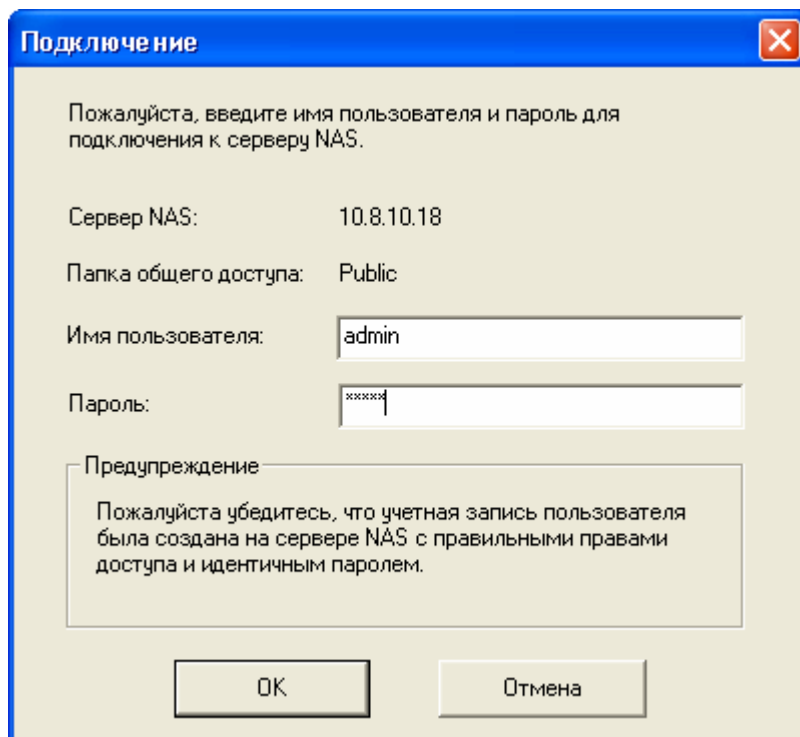 Подключение
Пожалуйста, введите имя пользователя и пароль для
подключения к серверу NAS.
Сервер NAS: 10.8.10.18
Папка общего доступа: Public
Имя пользователя: admin
Пароль: *****
Предупреждение
Пожалуйста убедитесь, что учетная запись пользователя
была создана на сервере NAS с правильными правами
доступа и идентичным паролем.
OK Отмена